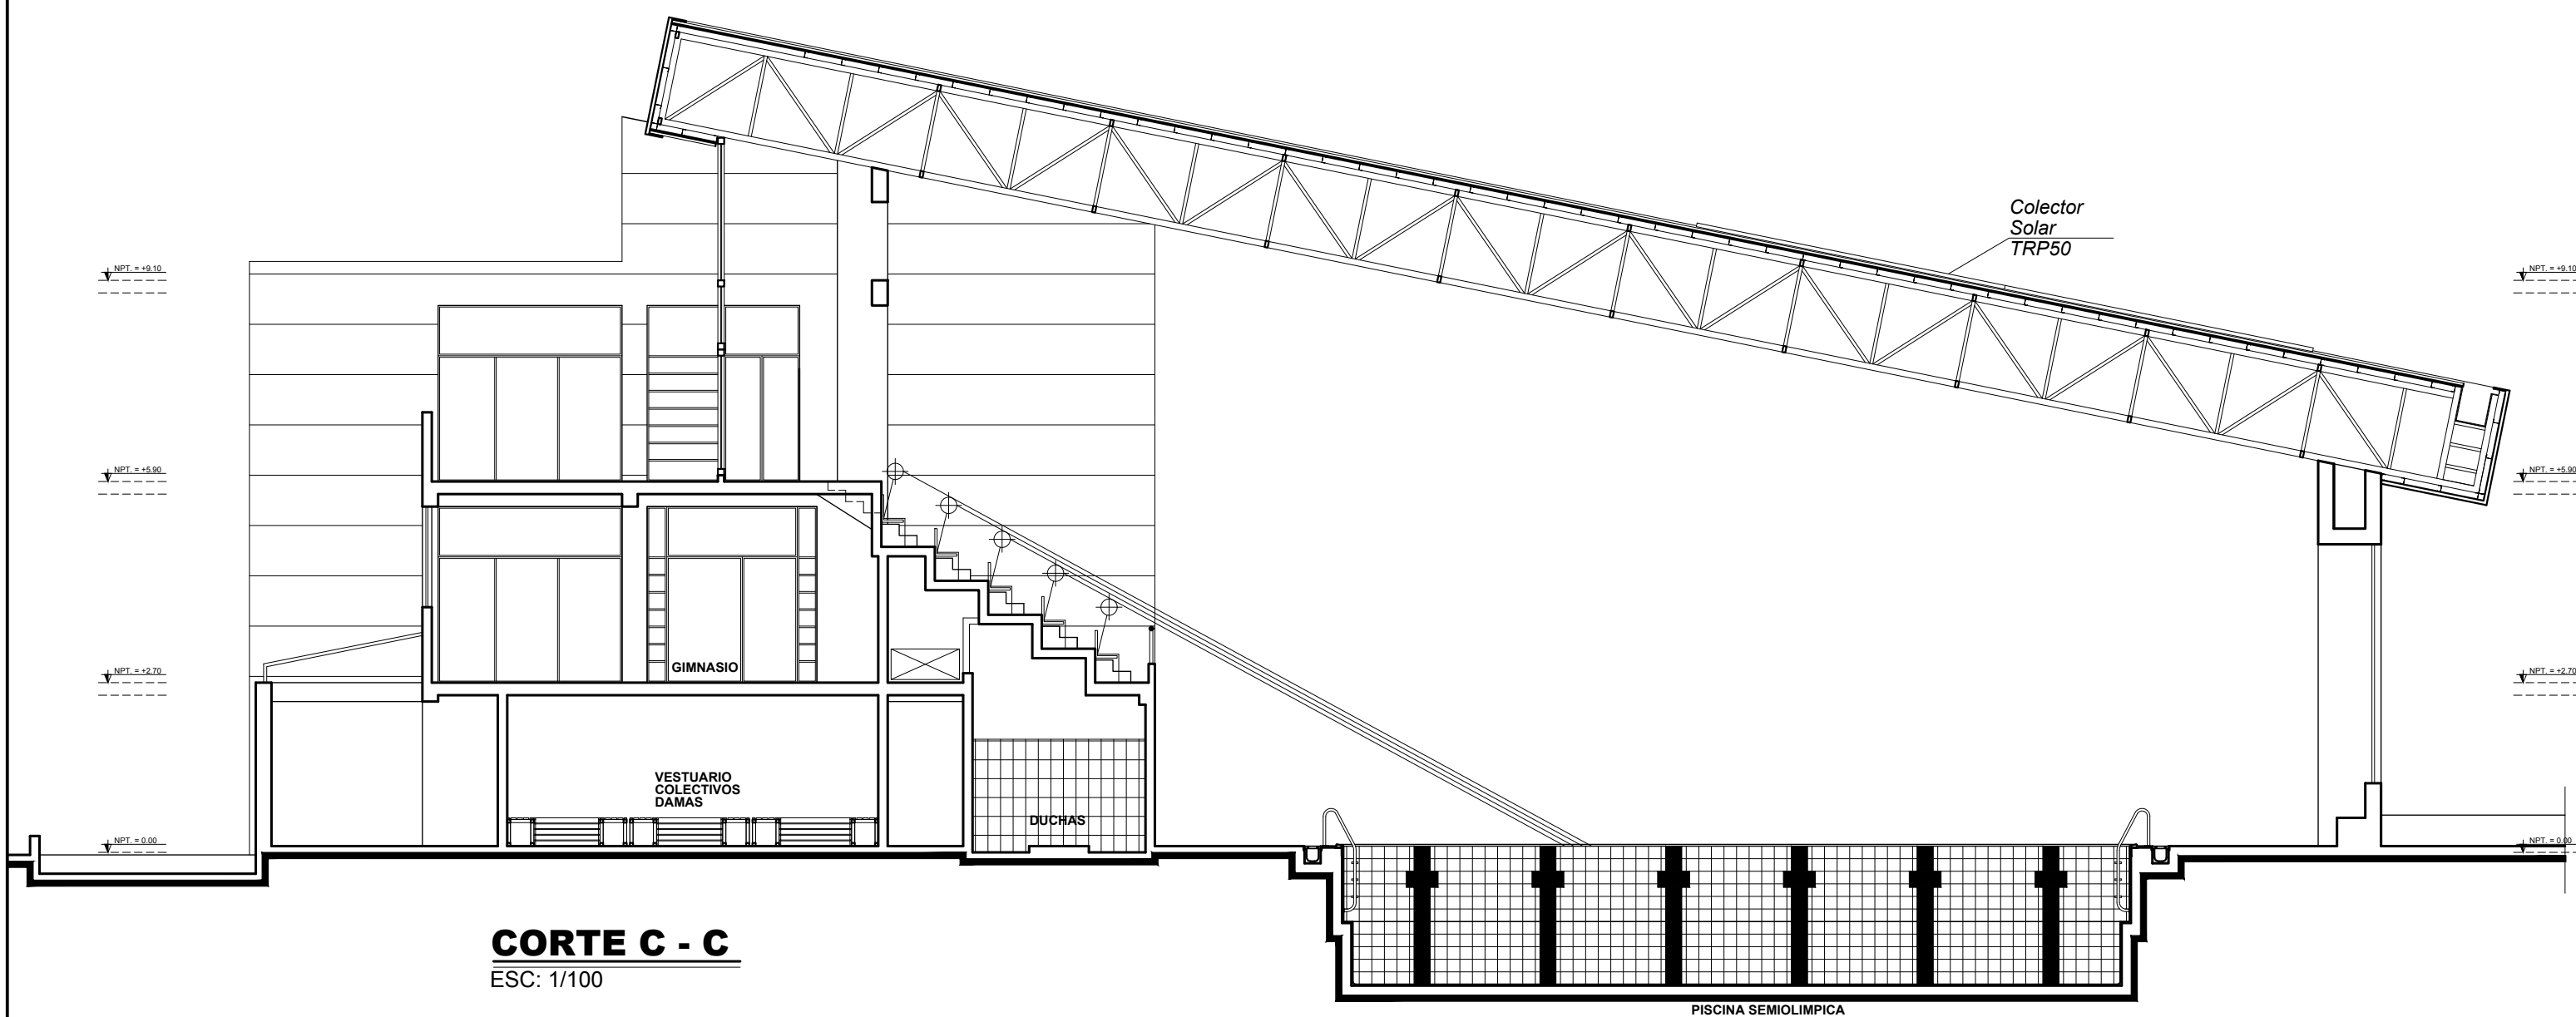 Colector
Solar
TRP50
NPT. = +9.10
NPT. = +9.10
NPT. = +5.90
NPT. = +5.90
GIMNASIO
NPT. = +2.70
NPT. = +2.70
VESTUARIO
COLECTIVOS
DAMAS
DUCHAS
NPT. = 0.00
NPT. = 0.00
CORTE C - C
ESC: 1/100
PISCINA SEMIOLIMPICA